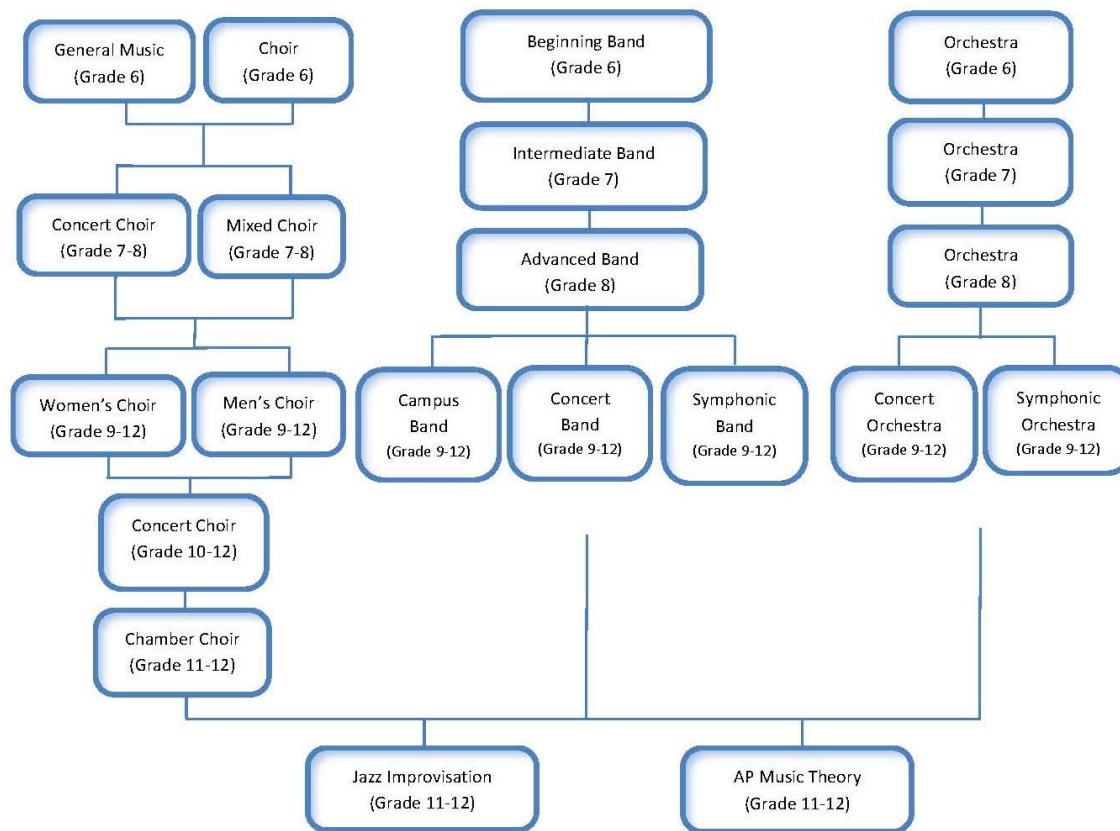 General Music
(Grade 6)
Choir
(Grade 6)
Beginning Band
(Grade 6)
Orchestra
(Grade 6)
Intermediate Band
(Grade 7)
Orchestra
(Grade 7)
Concert Choir
(Grade 7-8)
Mixed Choir
(Grade 7-8)
Advanced Band
(Grade 8)
Orchestra
(Grade 8)
Women's Choir
(Grade 9-12)
Men's Choir
(Grade 9-12)
Campus
Band
(Grade 9-12)
Concert
Band
(Grade 9-12)
Symphonic
Band
(Grade 9-12)
Concert
Orchestra
(Grade 9-12)
Symphonic
Orchestra
(Grade 9-12)
Concert Choir
(Grade 10-12)
Chamber Choir
(Grade 11-12)
Jazz Improvisation
(Grade 11-12)
AP Music Theory
(Grade 11-12)